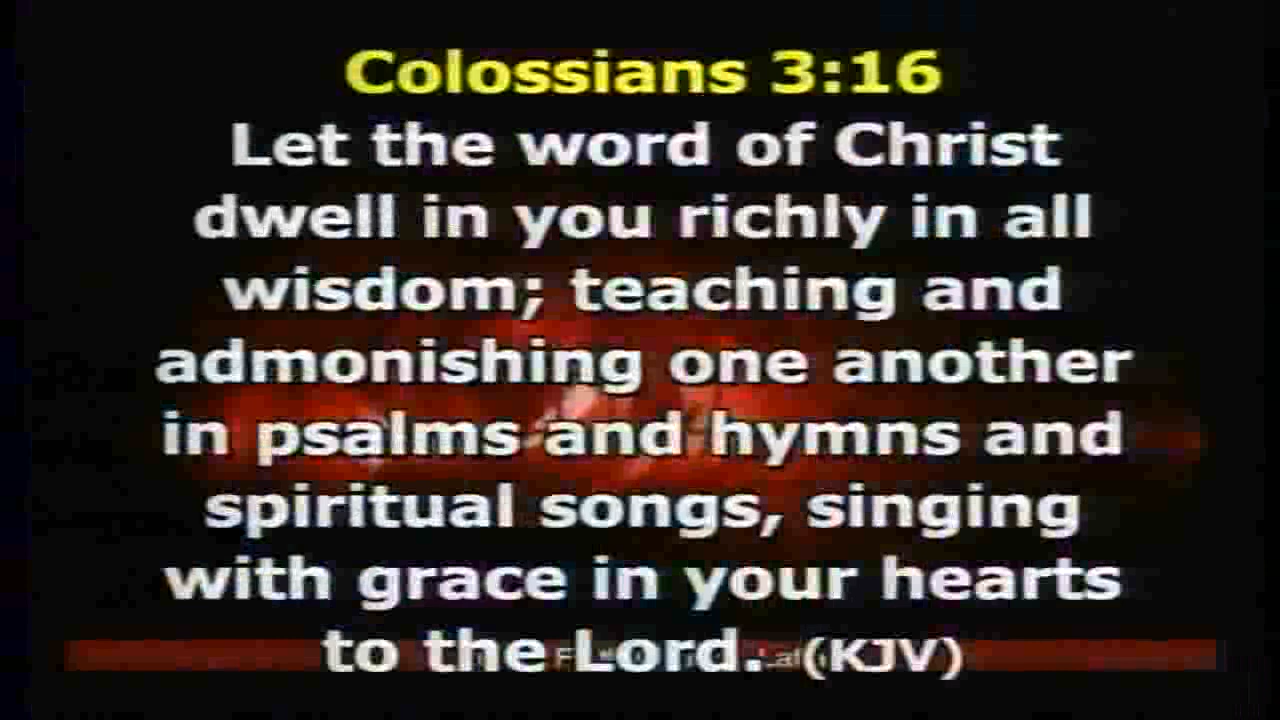 Colossians 3:16
Let the word of Christ
dwell in you richly in all
wisdom; teaching and
admonishing one another
in psalms and hymns and
spiritual songs, singing
with grace in your hearts
to the Lord. (KJV)